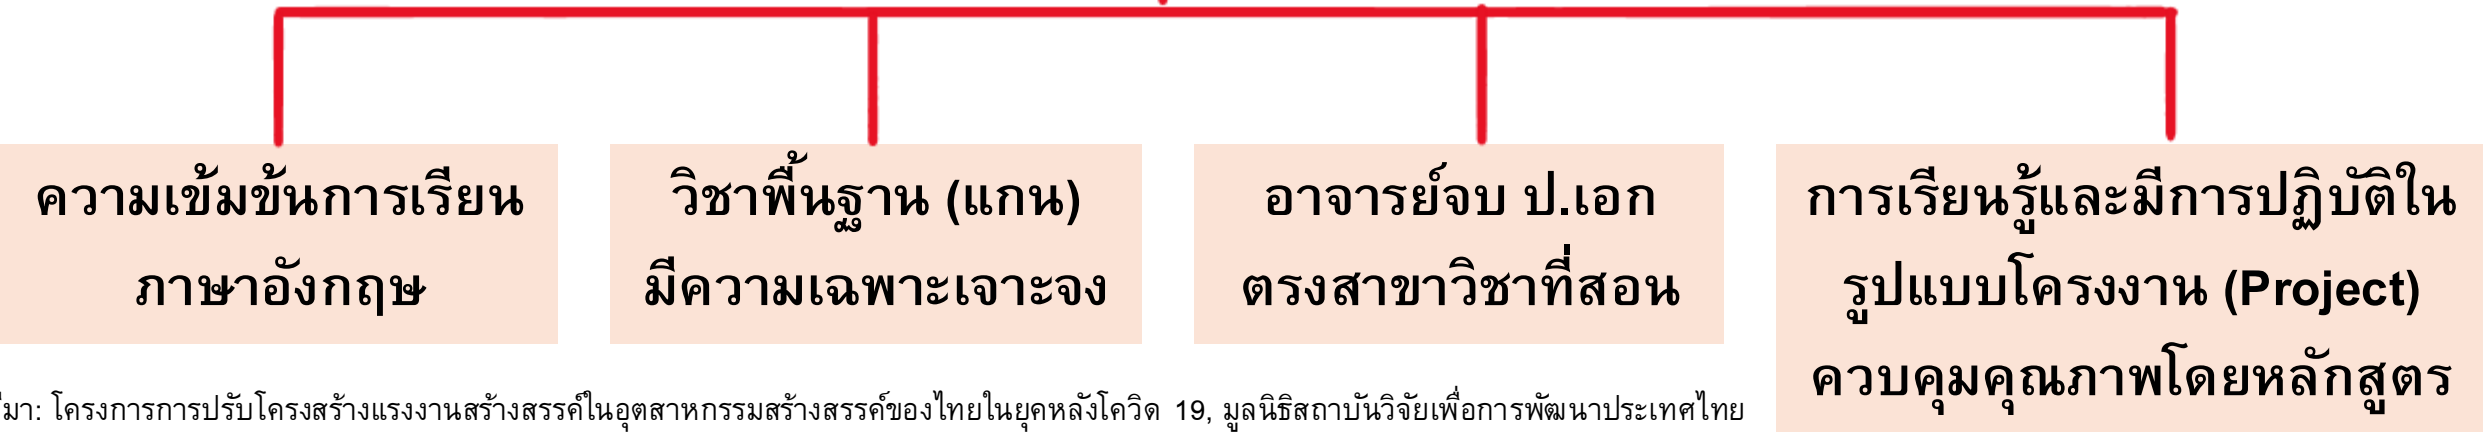 ความเข้มข้นการเรียน
ภาษาอังกฤษ
วิชาพื้นฐาน (แกน)
มีความเฉพาะเจาะจง
อาจารย์จบ ป.เอก
ตรงสาขาวิชาที่สอน
การเรียนรู้และมีการปฏิบัติใน
รูปแบบโครงงาน (Project)
ควบคุมคุณภาพโดยหลักสูตร
โครงการการปรับโครงสร้างแรงงานสร้างสรรค์ในอุตสาหกรรมสร้างสรรค์ของไทยในยุคหลังโควิด 19, มูลนิธิสถาบันวิจัยเพื่อการพัฒนาประเทศไทย